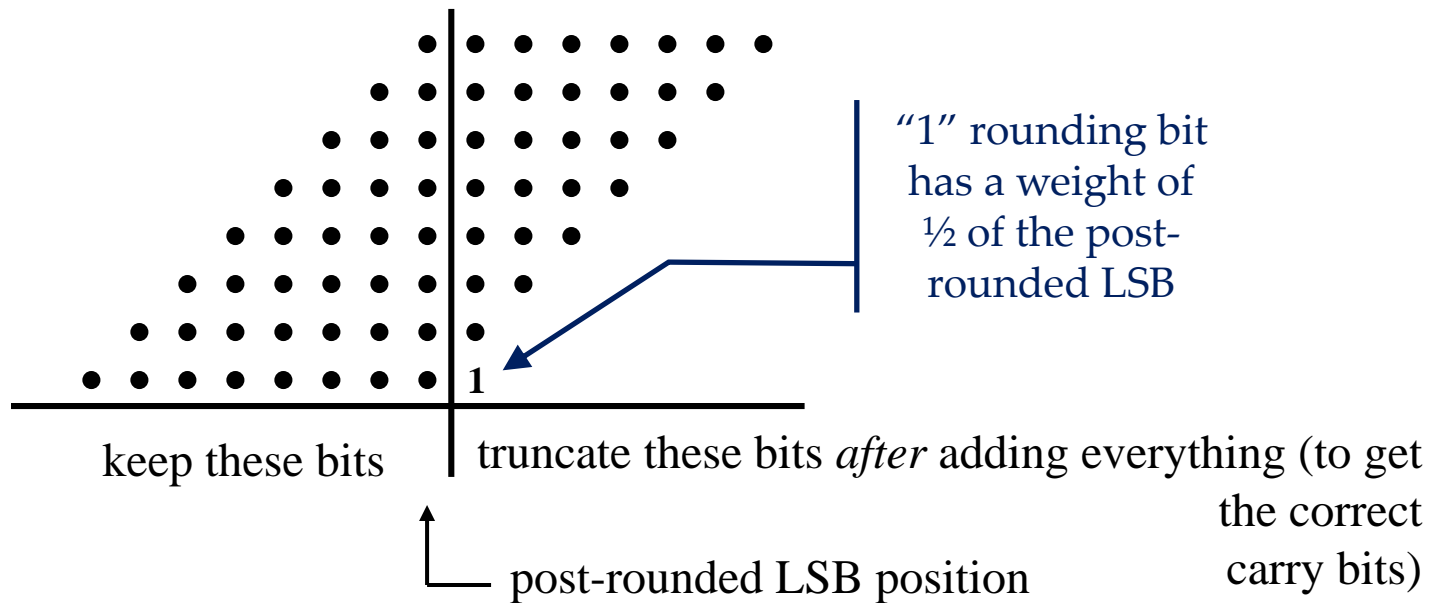 “1” rounding bit
has a weight of
½ of the post-
rounded LSB
1
keep these bits
truncate these bits after adding everything (to get
the correct
carry bits)
post-rounded LSB position